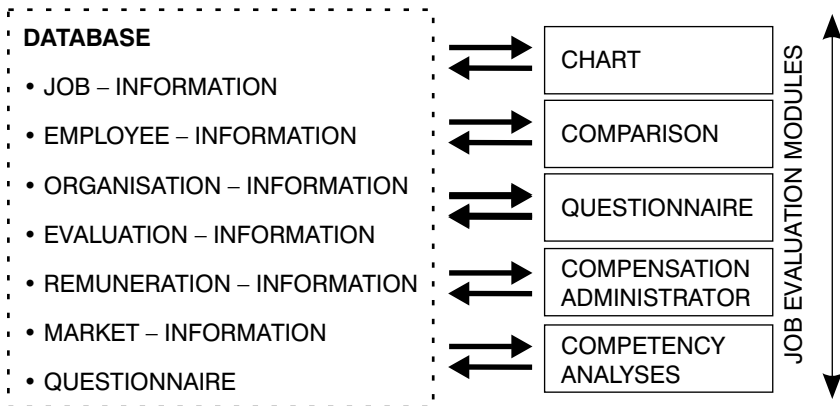 DATABASE
• JOB – INFORMATION
• EMPLOYEE – INFORMATION
• ORGANISATION – INFORMATION
• EVALUATION – INFORMATION
• REMUNERATION – INFORMATION
• MARKET – INFORMATION
• QUESTIONNAIRE
CHART
COMPARISON
QUESTIONNAIRE
COMPENSATION
ADMINISTRATOR
COMPETENCY
ANALYSES
JOB EVALUATION MODULES